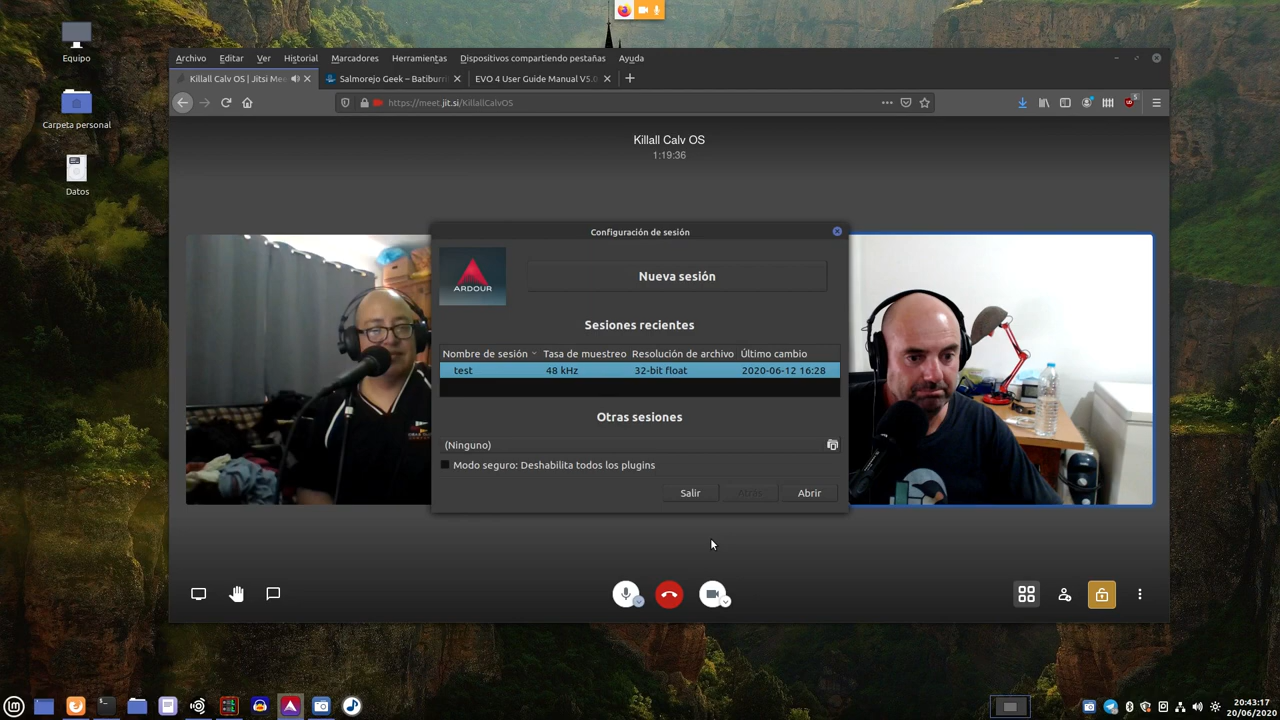 Equipo
Carpeta personal
Datos
Archivo Editar Ver Historial Marcadores Herramientas Dispositivos compartiendo pestañas Ayuda
Killall Calv OS | Jitsi Mee
Salmorejo Geek – Batiburri
EVO 4 User Guide Manual V5.0
https://meet.jit.si/KillallCalvOS
5
Killall Calv OS
1:19:36
Configuración de sesión
ARDOUR
Nueva sesión
Sesiones recientes
Nombre de sesión Tasa de muestreo Resolución de archivo Último cambio
test 48 kHz 32-bit float 2020-06-12 16:28
Otras sesiones
(Ninguno)
Modo seguro: Deshabilita todos los plugins
Salir Atrás Abrir
20:43:17
20/06/2020